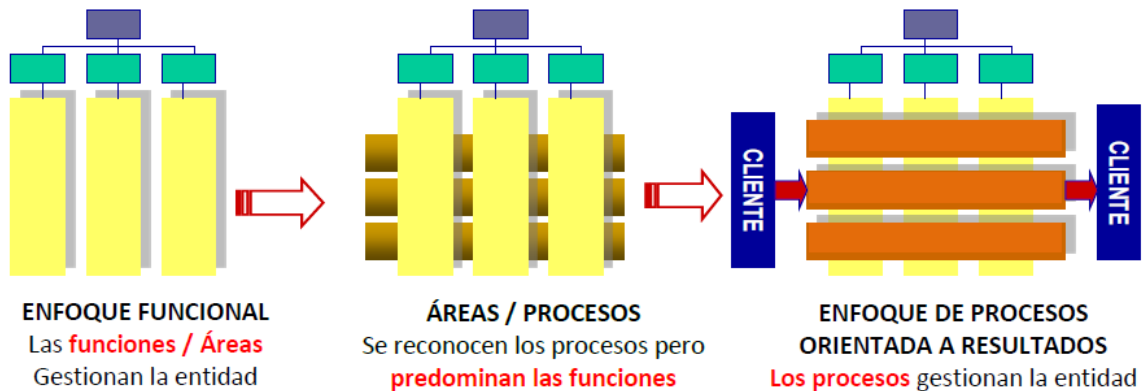 CLIENTE
CLIENTE
ENFOQUE FUNCIONAL
Las funciones / Áreas
Gestionan la entidad
ÁREAS / PROCESOS
Se reconocen los procesos pero
predominan las funciones
ENFOQUE DE PROCESOS
ORIENTADA A RESULTADOS
Los procesos gestionan la entidad